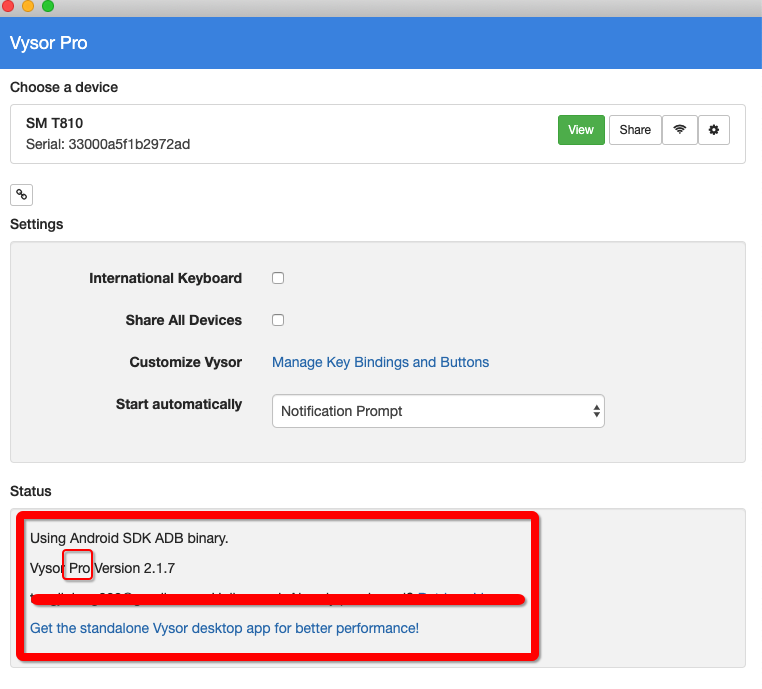 Vysor Pro
Choose a device
SM T810
Serial: 33000a5f1b2972ad
View
Share
Settings
International Keyboard
Share All Devices
Customize Vysor
Manage Key Bindings and Buttons
Start automatically
Notification Prompt
Status
Using Android SDK ADB binary.
Vysor Pro Version 2.1.7
Get the standalone Vysor desktop app for better performance!